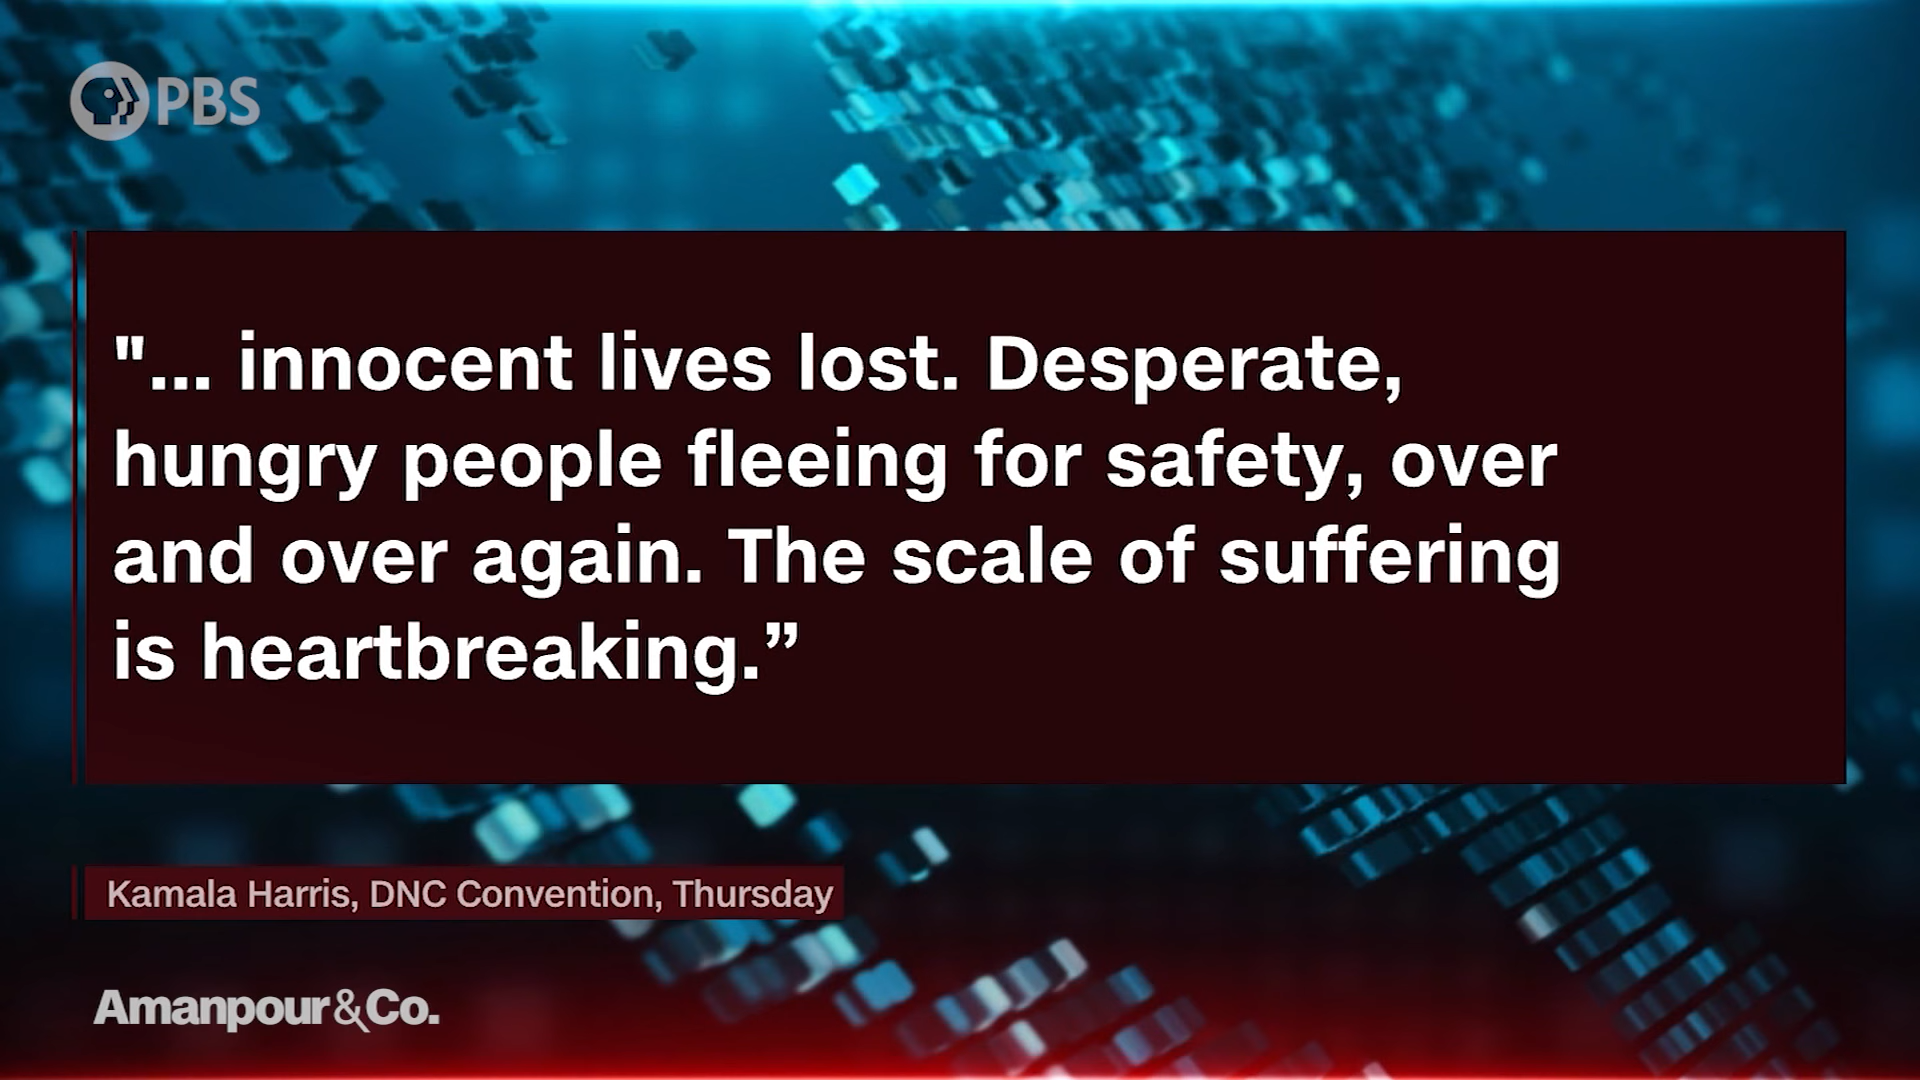 PBS
"... innocent lives lost. Desperate,
hungry people fleeing for safety, over
and over again. The scale of suffering
is heartbreaking.”
Kamala Harris, DNC Convention, Thursday
Amanpour&Co.